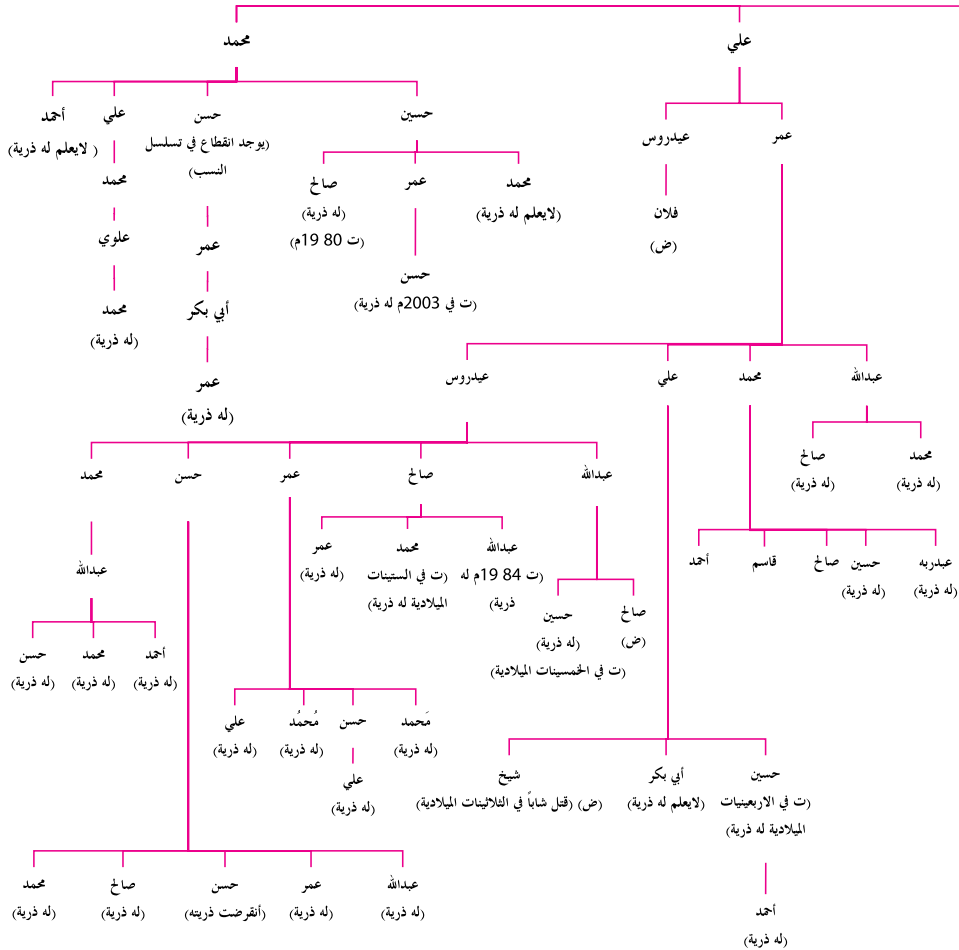 علي
محمد
عمر
عيدروس
حسين
حسن
(يوجد انقطاع في تسلسل
النسب)
علي
أحمد
( لايعلم له ذرية)
محمد
(لايعلم له ذرية)
عمر
صالح
(له ذرية)
(ت 80 19م)
محمد
فلان
(ض)
حسن
(ت في 2003م له ذرية)
عمر
علوي
أبي بكر
محمد
(له ذرية)
عمر
(له ذرية)
عبدالله
محمد
علي
عيدروس
محمد
(له ذرية)
صالح
(له ذرية)
عبدالله
صالح
عمر
حسن
محمد
عبدربه
(له ذرية)
حسين
(له ذرية)
صالح
قاسم
أحمد
عبدالله
(ت 84 19م له
ذرية)
محمد
(ت في الستينات
الميلادية له ذرية)
عمر
(له ذرية)
عبدالله
صالح
(ض)
حسين
(له ذرية)
(ت في الخمسينات الميلادية)
أحمد
(له ذرية)
محمد
(له ذرية)
حسن
(له ذرية)
مَحمد
(له ذرية)
حسن
مُحمُد
(له ذرية)
علي
(له ذرية)
علي
(له ذرية)
حسين
(ت في الاربعينيات
الميلادية له ذرية)
أبي بكر
(لايعلم له ذرية)
شيخ
(ض) (قتل شاباً في الثلاثينات الميلادية)
أحمد
(له ذرية)
عبدالله
(له ذرية)
عمر
(له ذرية)
حسن
(أنقرضت ذريته)
صالح
(له ذرية)
محمد
(له ذرية)